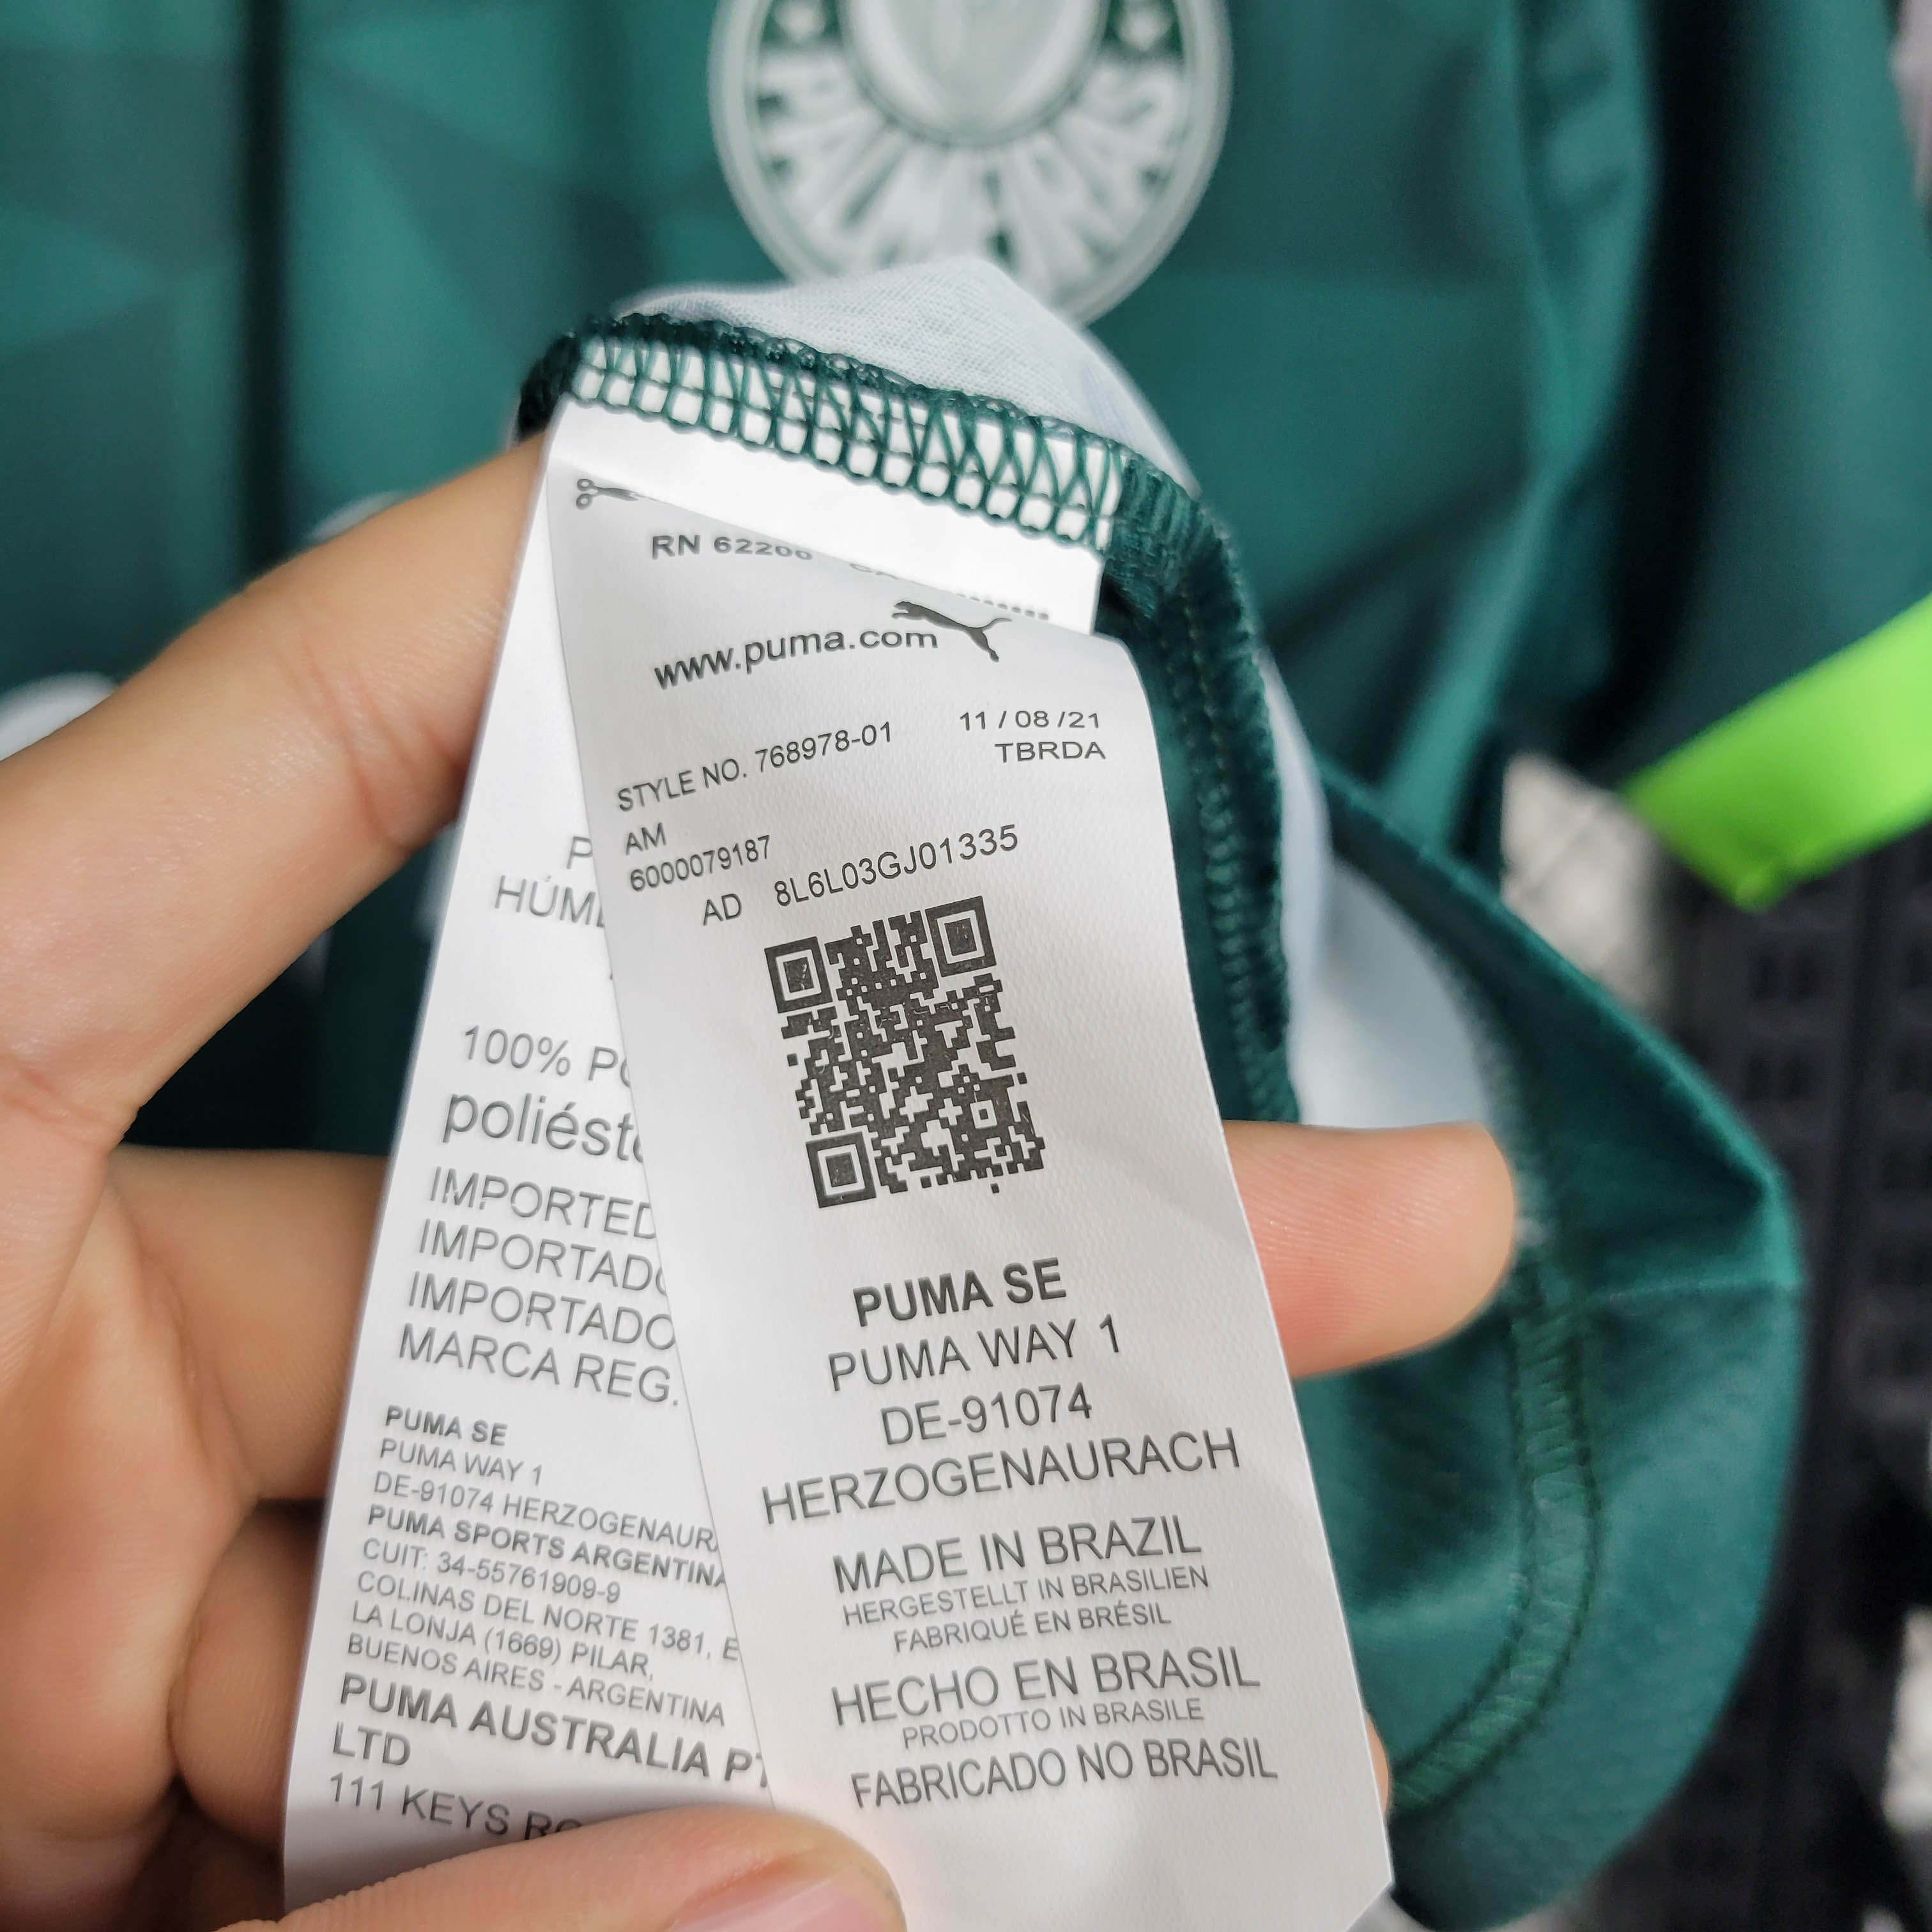 PALMEIRAS
RN 62200
www.puma.com
STYLE NO. 768978-01
11 / 08 /21
TBRDA
AM
6000079187
AD 8L6L03GJ01335
PUMA SE
PUMA WAY 1
DE-91074
HERZOGENAURACH
MADE IN BRAZIL
HERGESTELLT IN BRASILIEN
FABRIQUÉ EN BRÉSIL
HECHO EN BRASIL
PRODOTTO IN BRASILE
FABRICADO NO BRASIL
100%
IMPORTED
IMPORTADO
MARCA REG.
PUMA SE
PUMA WAY 1
DE-91074
PUMA SPORTS ARGENTINA
CUIT: 34-55761909-9
COLINAS DEL NORTE 1381,
LA LONJA (1669) PILAR,
BUENOS AIRES - ARGENTINA
PUMA AUSTRALIA
LTD
111 KEYS